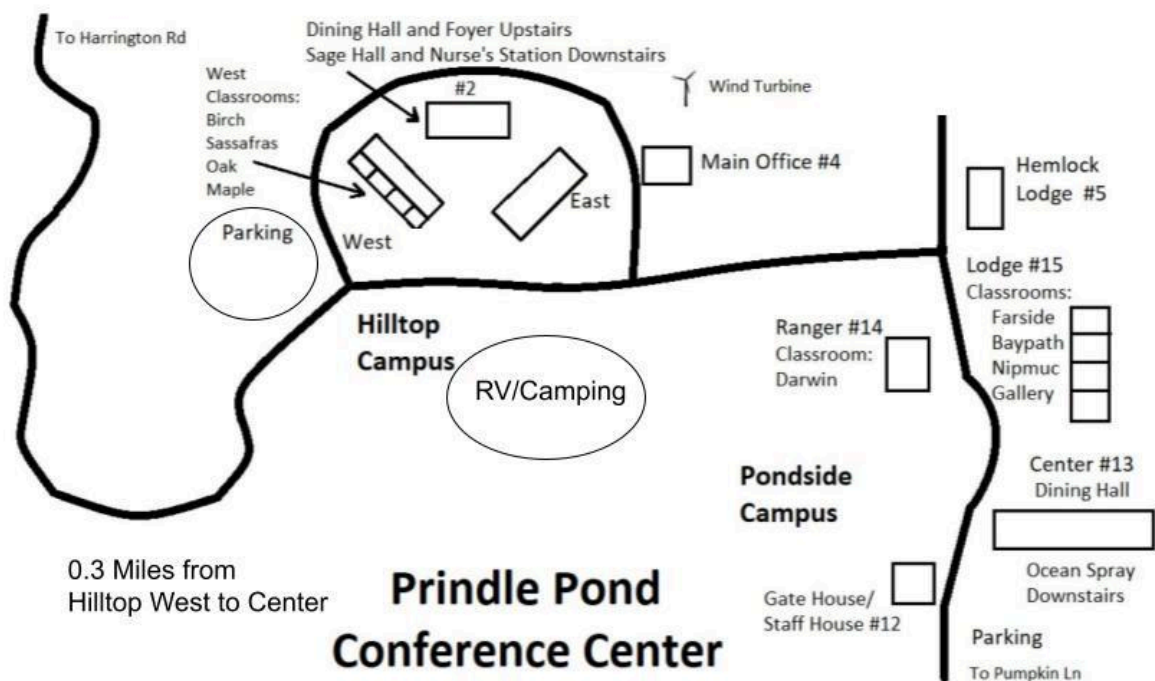 To Harrington Rd
Dining Hall and Foyer Upstairs
Sage Hall and Nurse's Station Downstairs
#2
West
Classrooms:
Birch
Sassafras
Oak
Maple
Wind Turbine
Main Office #4
Hemlock
Lodge #5
East
West
Parking
Lodge #15
Classrooms:
Farside
Baypath
Nipmuc
Gallery
Hilltop
Campus
RV/Camping
Ranger #14
Classroom:
Darwin
Pondside
Campus
Center #13
Dining Hall
Ocean Spray
Downstairs
0.3 Miles from
Hilltop West to Center
Prindle Pond
Conference Center
Gate House/
Staff House #12
Parking
To Pumpkin Ln